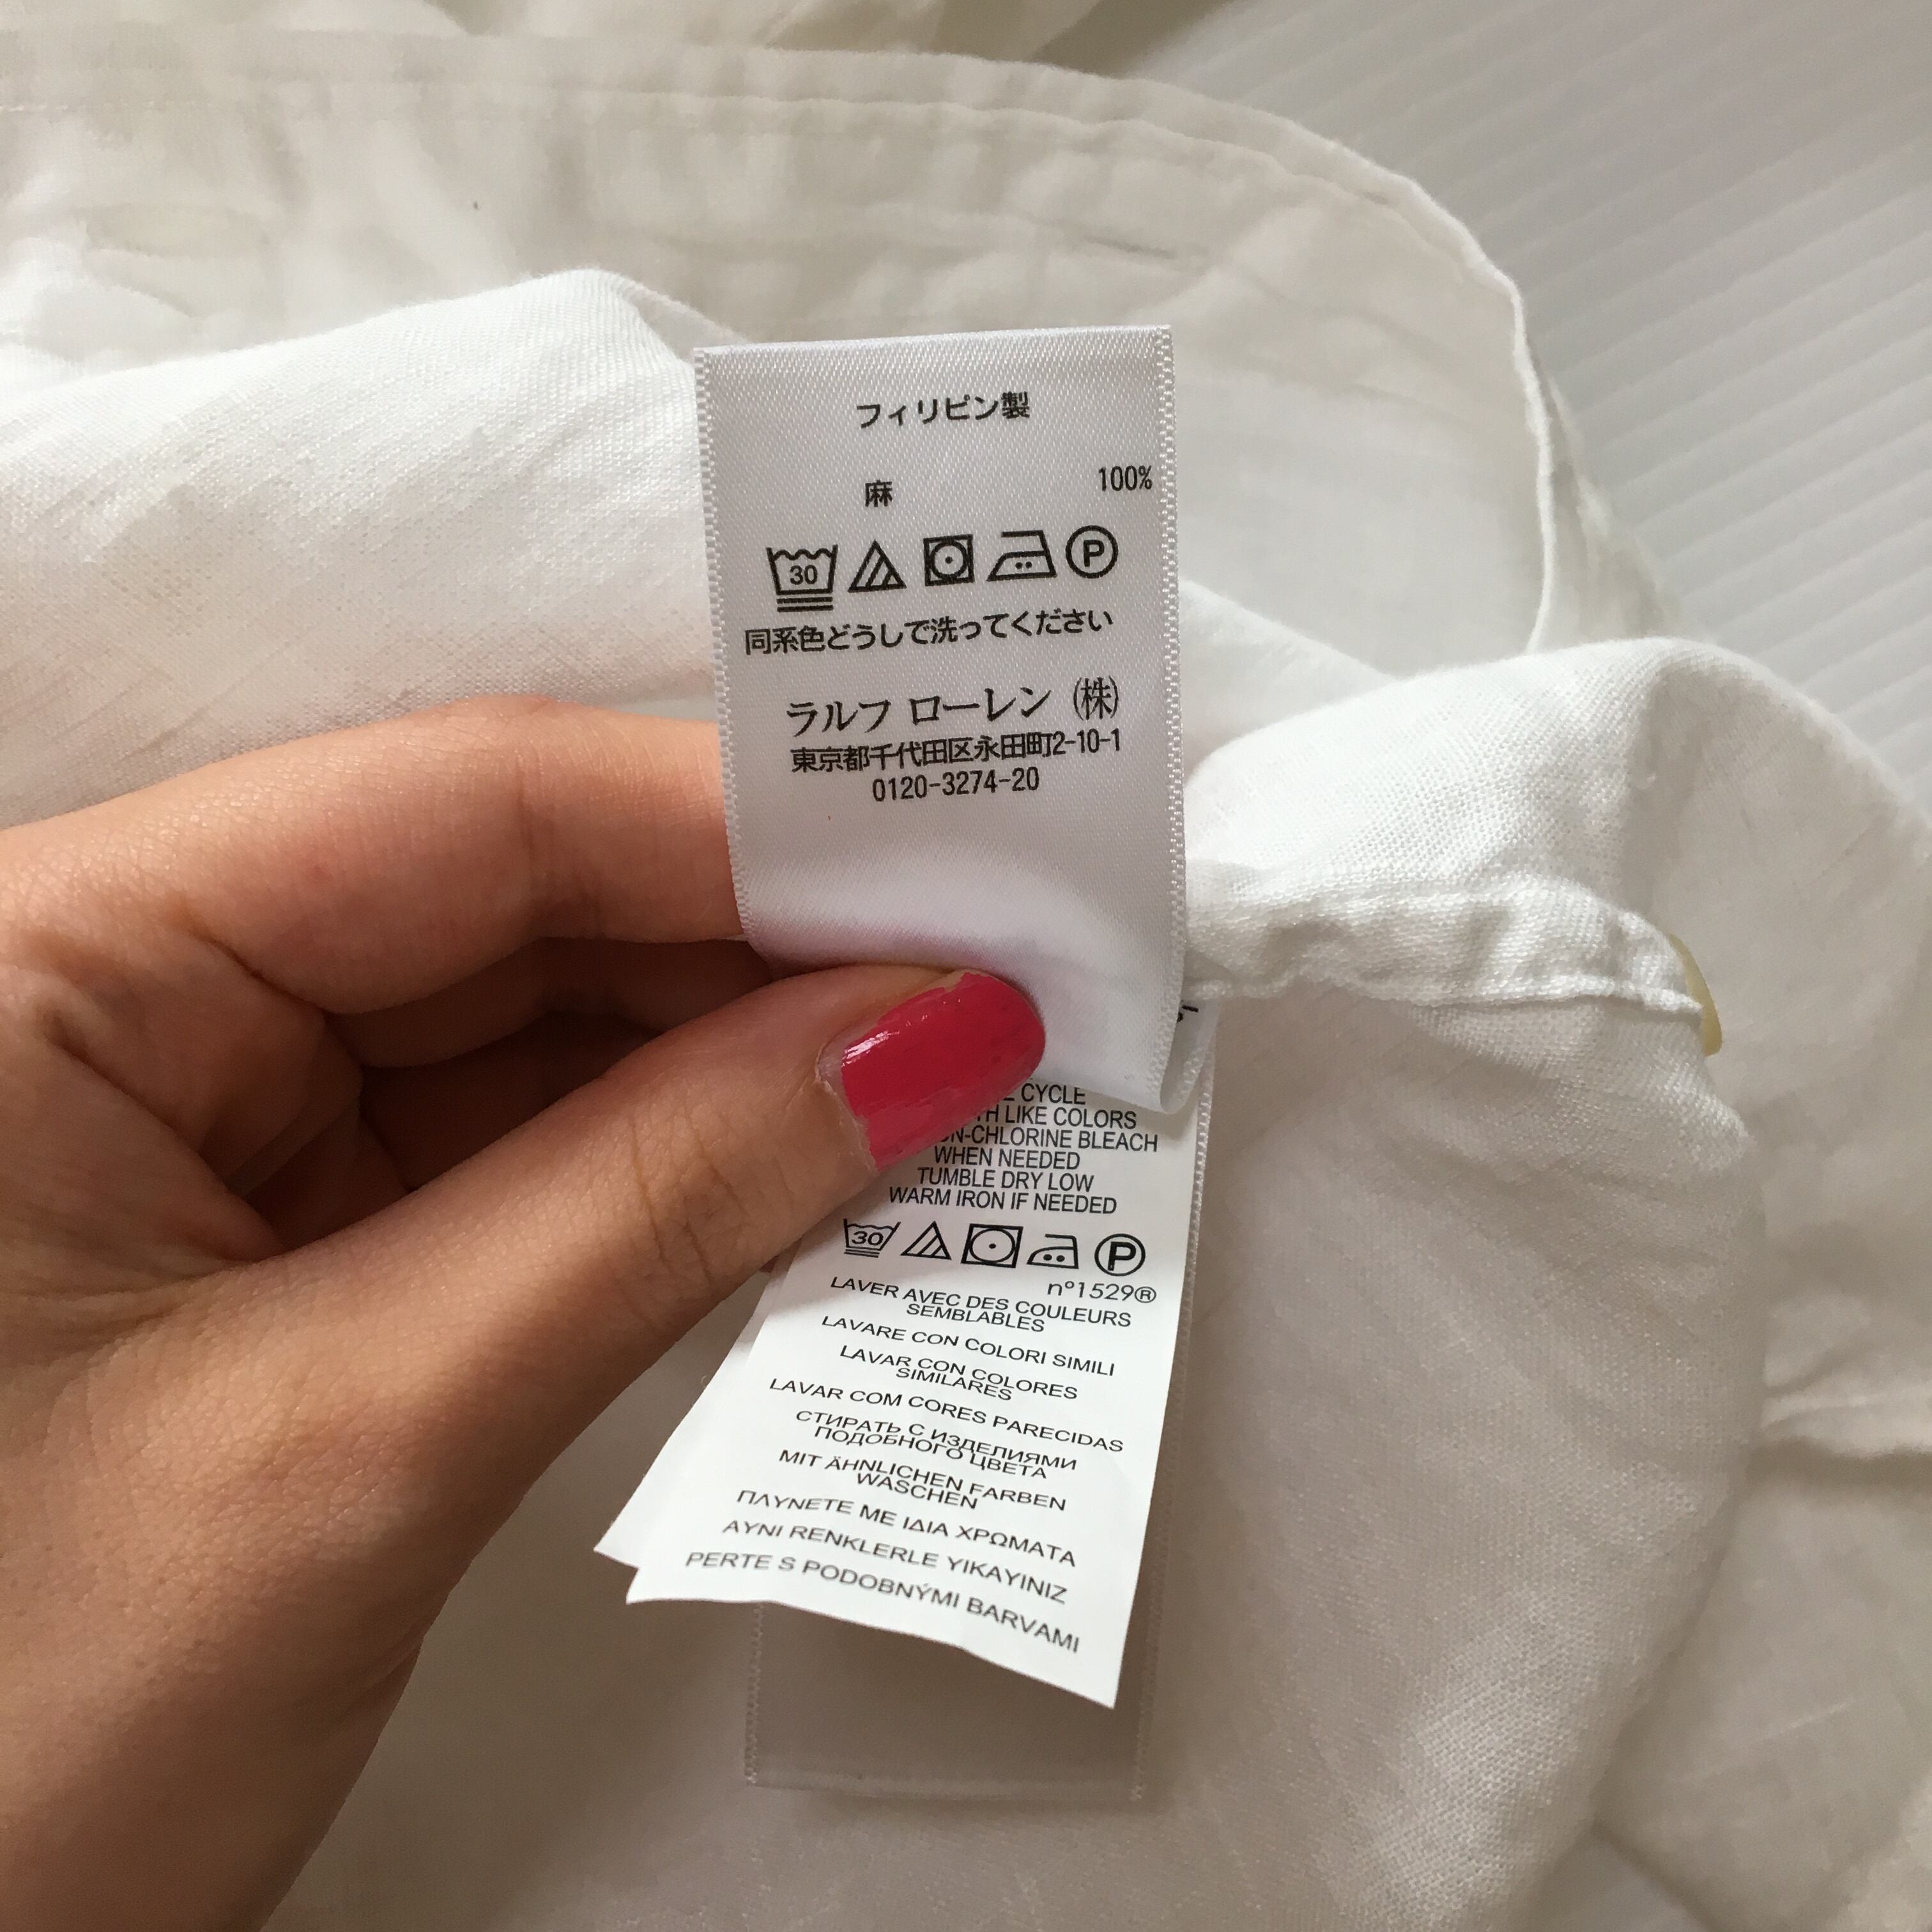 フィリピン製
麻 100%
30 P
同系色どうしで洗ってください
ラルフ ローレン ㈱
東京都千代田区永田町2-10-1
0120-3274-20
CYCLE
LIKE COLORS
BLEACH
WHEN NEEDED
TUMBLE DRY LOW
WARM IRON IF NEEDED
30 P
nº1529®
LAVER AVEC DES COULEURS
SEMBLABLES
LAVARE CON COLORI SIMILI
LAVAR CON COLORES
SIMILARES
LAVAR COM CORES PARECIDAS
СТИРАТЬ С ИЗДЕЛИЯМИ
ПОДОБНОГО ЦВЕТА
MIT ÄHNLICHEN FARBEN
WASCHEN
ΠΛΥΝΕΤΕ ΜΕ ΙΔΙΑ ΧΡΩΜΑΤΑ
AYNI RENKLERLE YIKAYINIZ
PERTE S PODOBNÝMI BARVAMI